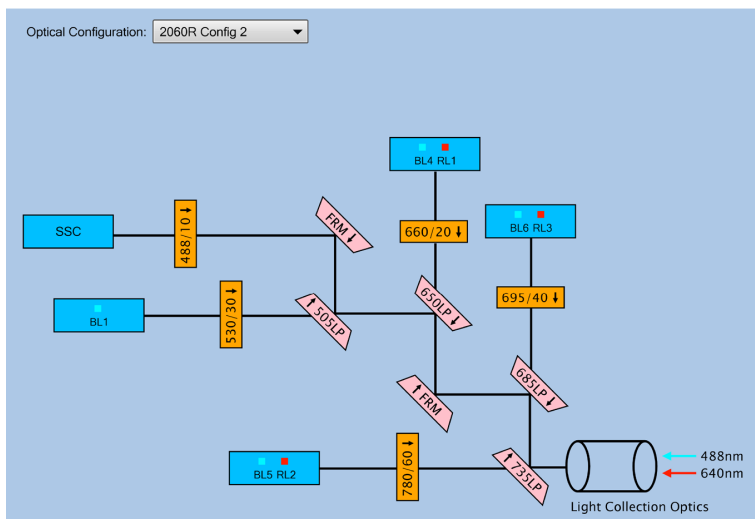 Optical Configuration: 2060R Config 2
BL4 RL1
SSC
488/10
FRM
660/20
BL6 RL3
BL1
530/30
505LP
650LP
695/40
FRM
685LP
BL5 RL2
780/60
735LP
488nm
640nm
Light Collection Optics